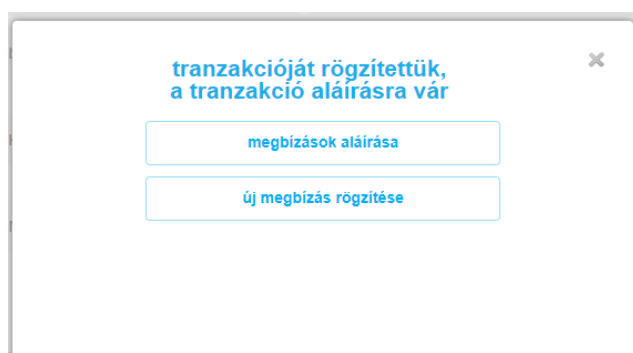 tranzakcióját rögzítettük,
a tranzakció aláírásra vár
megbízások aláírása
új megbízás rögzítése